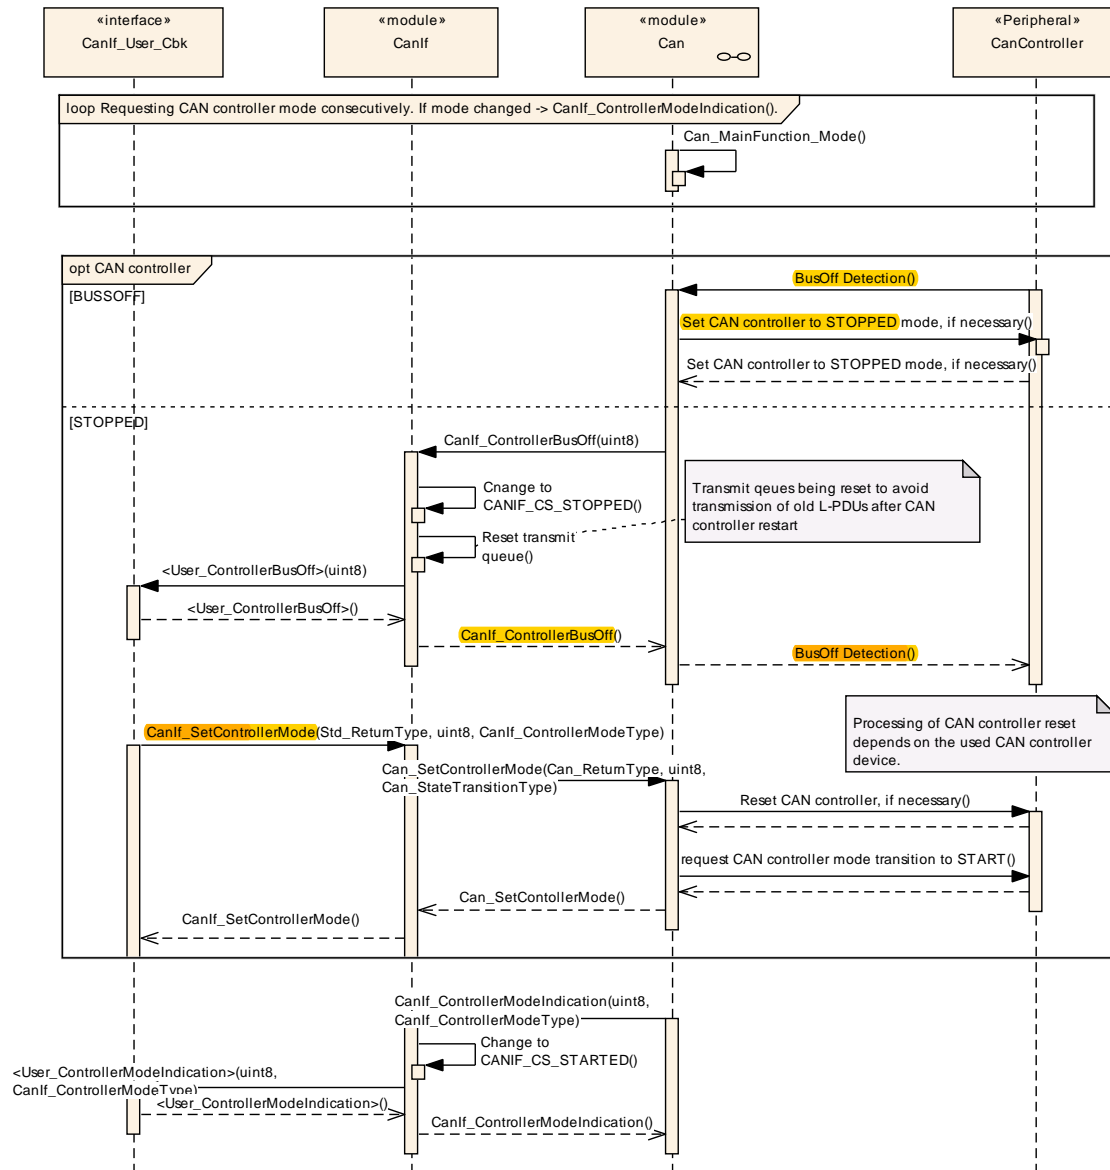 «interface»
CanIf_User_Cbk
«module»
CanIf
«module»
Can
«Peripheral»
CanController
loop Requesting CAN controller mode consecutively. If mode changed -> CanIf_ControllerModeIndication().
Can_MainFunction_Mode()
opt CAN controller
[BUSSOFF]
BusOff Detection()
Set CAN controller to STOPPED mode, if necessary()
Set CAN controller to STOPPED mode, if necessary()
[STOPPED]
CanIf_ControllerBusOff(uint8)
Cnange to
CANIF_CS_STOPPED()
Transmit qeues being reset to avoid
transmission of old L-PDUs after CAN
controller restart
Reset transmit
queue()
<User_ControllerBusOff>(uint8)
<User_ControllerBusOff>()
CanIf_ControllerBusOff()
BusOff Detection()
Processing of CAN controller reset
depends on the used CAN controller
device.
CanIf_SetControllerMode(Std_ReturnType, uint8, CanIf_ControllerModeType)
Can_SetControllerMode(Can_ReturnType, uint8,
Can_StateTransitionType)
Reset CAN controller, if necessary()
request CAN controller mode transition to START()
Can_SetContollerMode()
CanIf_SetControllerMode()
CanIf_ControllerModeIndication(uint8,
CanIf_ControllerModeType)
Change to
CANIF_CS_STARTED()
<User_ControllerModeIndication>(uint8,
CanIf_ControllerModeType)
<User_ControllerModeIndication>()
CanIf_ControllerModeIndication()